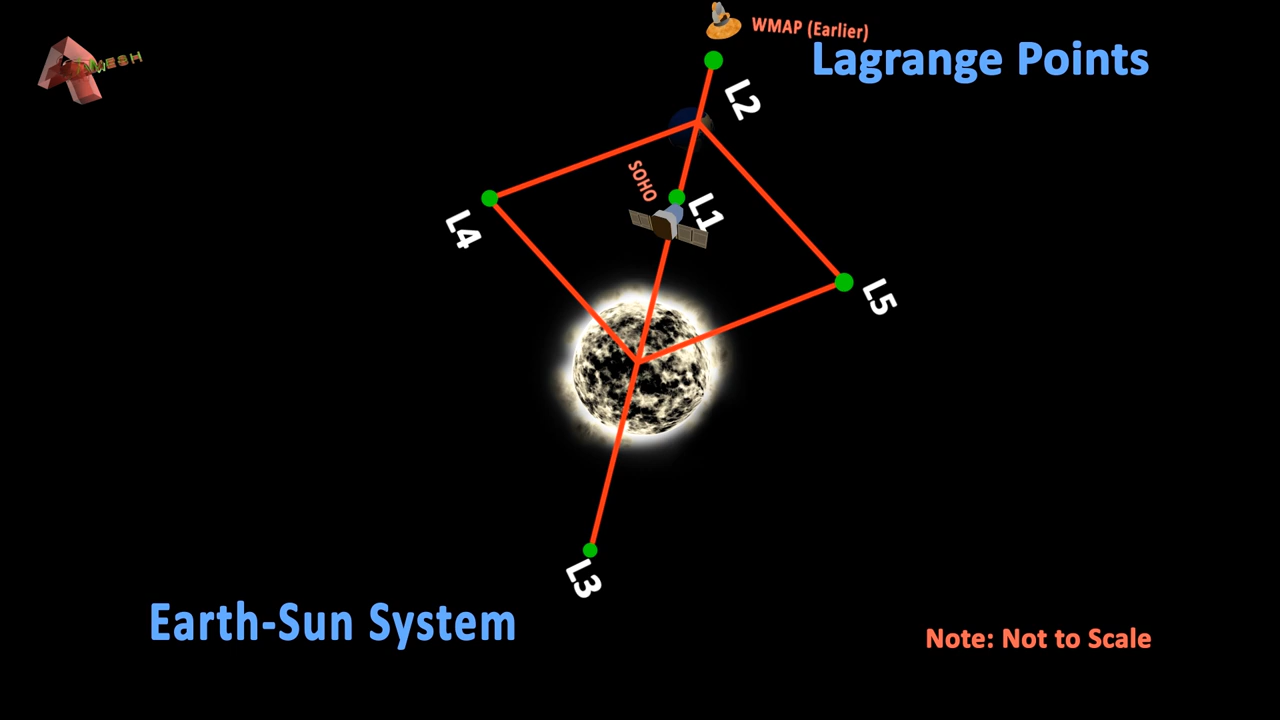 WMAP (Earlier)
Lagrange Points
L2
SOHO
L1
L4
L5
L3
Earth-Sun System
Note: Not to Scale